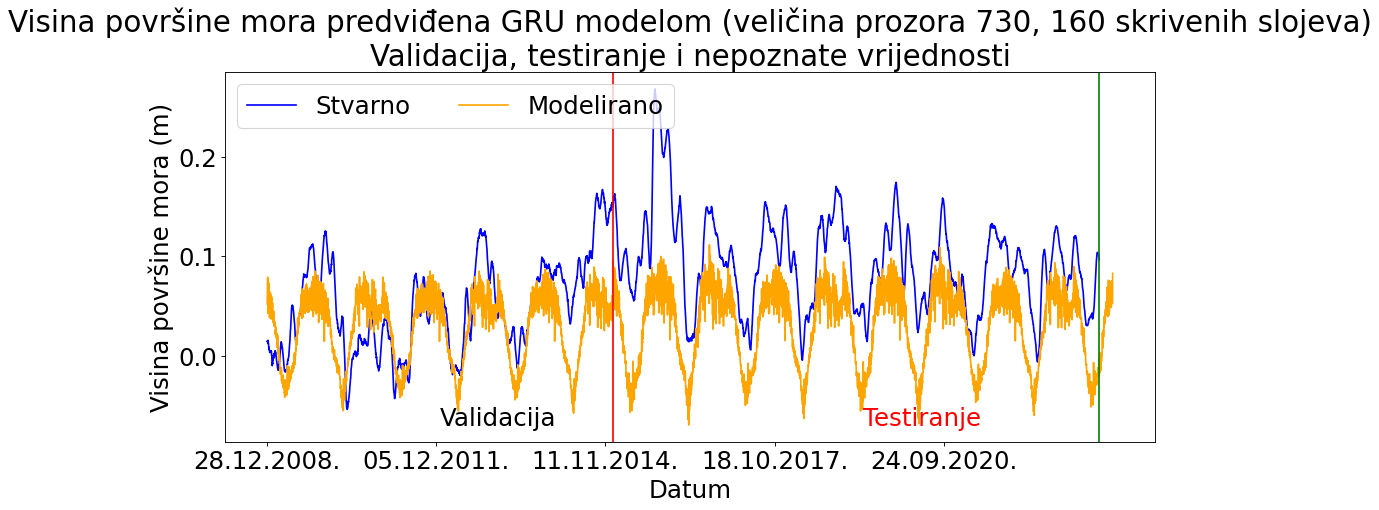 Visina površine mora predviđena GRU modelom (veličina prozora 730, 160 skrivenih slojeva)
Validacija, testiranje i nepoznate vrijednosti
Stvarno
Modelirano
Visina površine mora (m)
0.2
0.1
0.0
Validacija
Testiranje
28.12.2008.
05.12.2011.
11.11.2014.
18.10.2017.
24.09.2020.
Datum